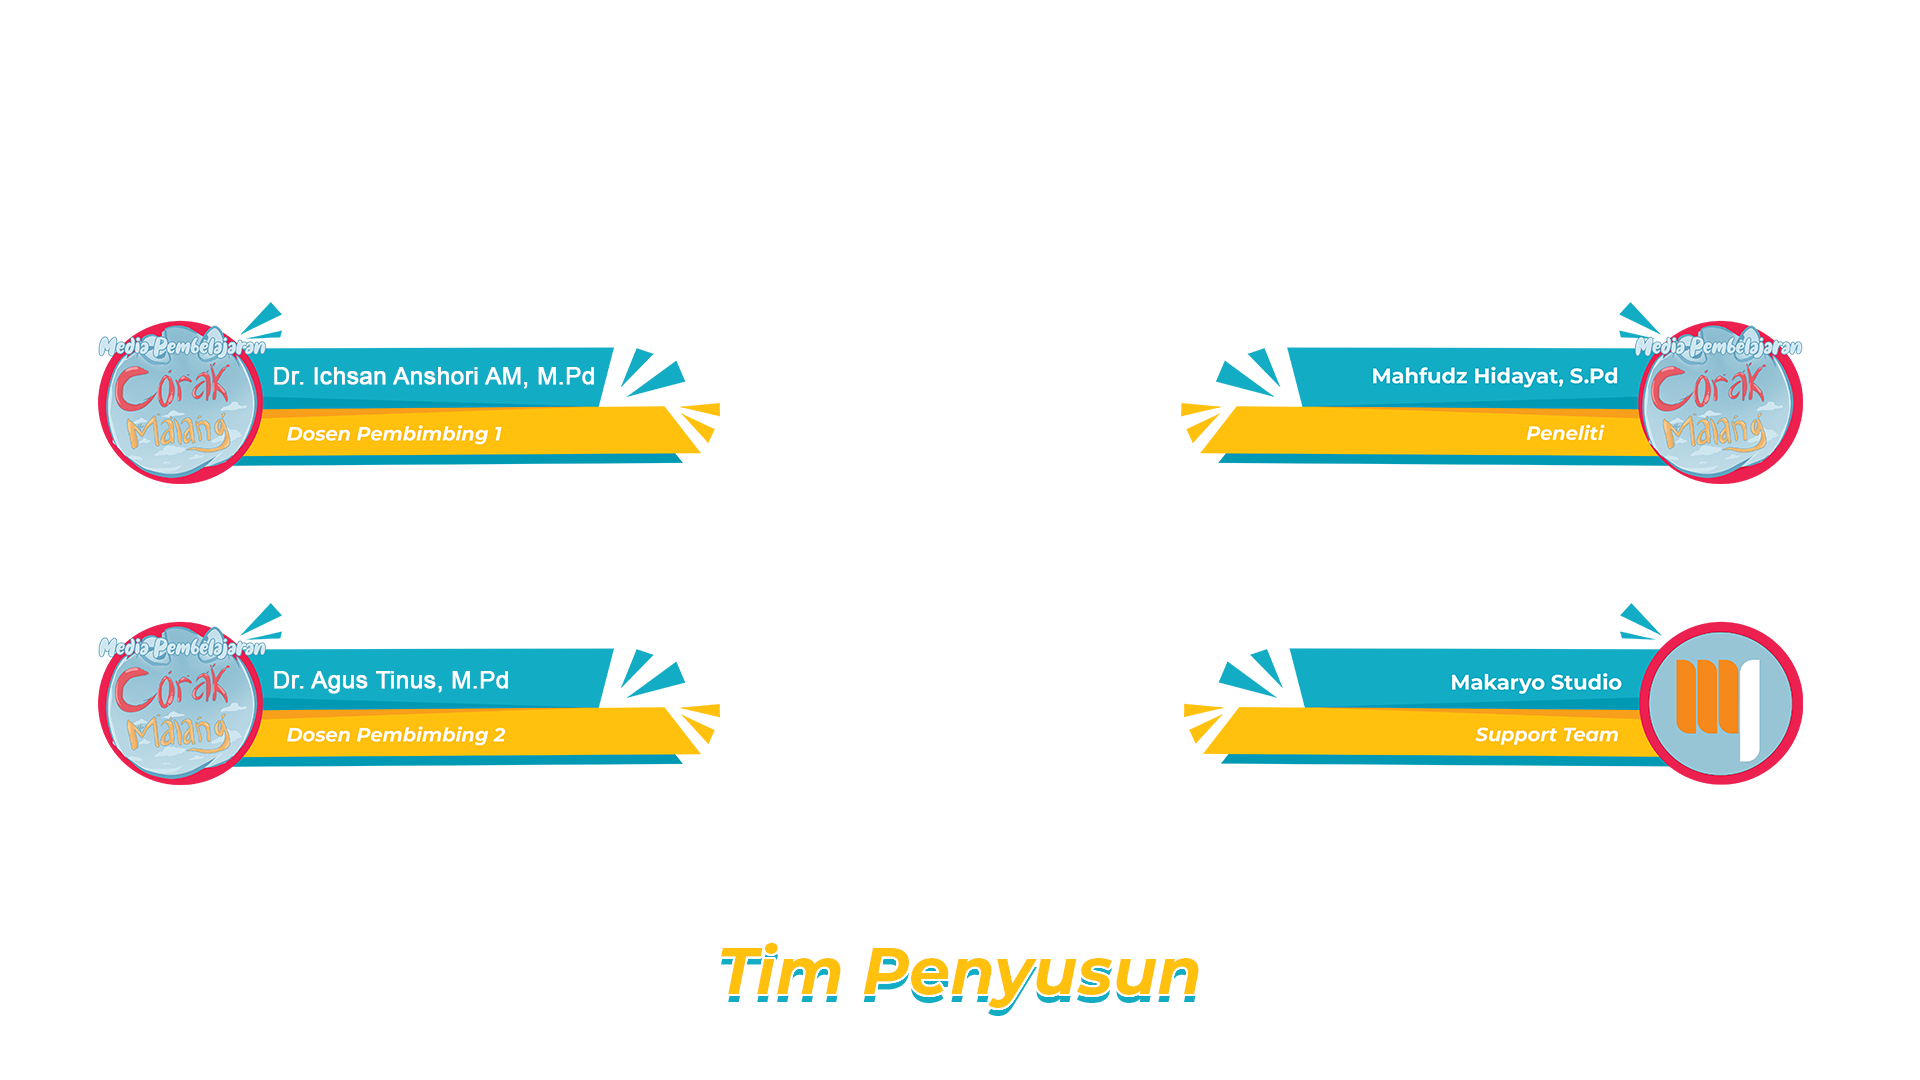 Media Pembelajaran
Corak
Malang
Dr. Ichsan Anshori AM, M.Pd
Dosen Pembimbing 1
Mahfudz Hidayat, S.Pd
Peneliti
Media Pembelajaran
Corak
Malang
Media Pembelajaran
Corak
Malang
Dr. Agus Tinus, M.Pd
Dosen Pembimbing 2
Makaryo Studio
Support Team
Tim Penyusun